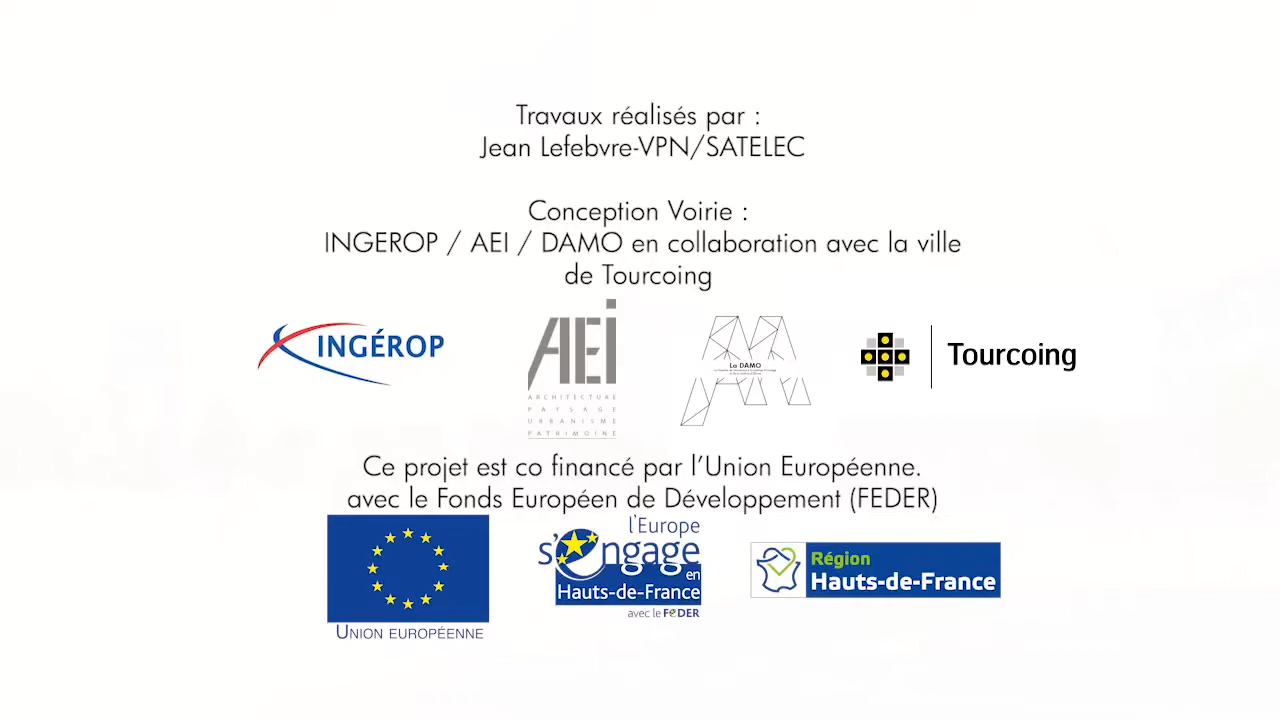 Travaux réalisés par :
Jean Lefebvre-VPN/SATELEC
Conception Voirie :
INGEROP / AEI / DAMO en collaboration avec la ville
de Tourcoing
INGÉROP
AEI
ARCHITECTURE
PAYSAGE
URBANISME
PATRIMOINE
La DAMO
Tourcoing
Ce projet est co financé par l'Union Européenne.
avec le Fonds Européen de Développement (FEDER)
UNION EUROPÉENNE
l'Europe
s'engage
en
Hauts-de-France
avec le FEDER
Région
Hauts-de-France